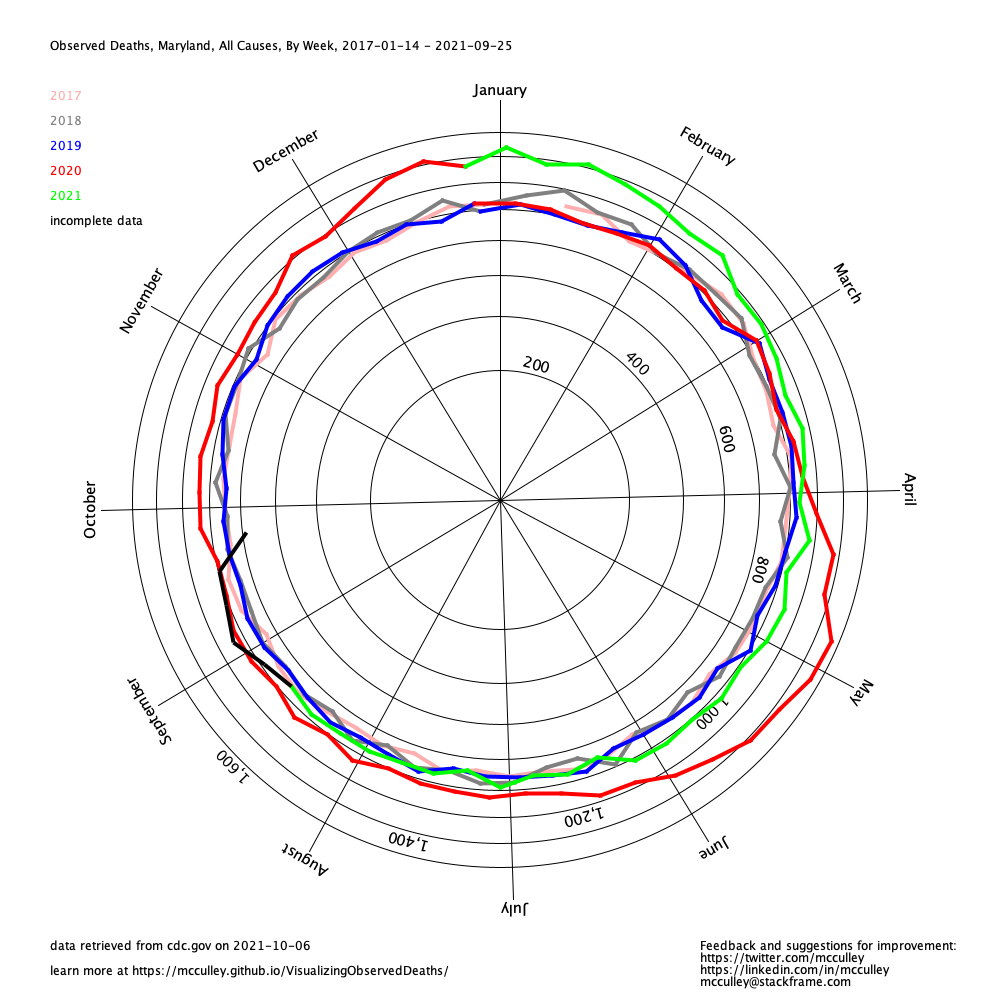 Observed Deaths, Maryland, All Causes, By Week, 2017-01-14 - 2021-09-25
2017
2018
2019
2020
2021
incomplete data
January
February
March
April
May
June
July
August
September
October
November
December
200
400
600
800
1,000
1,200
1,400
1,600
data retrieved from cdc.gov on 2021-10-06
learn more at https://mcculley.github.io/VisualizingObservedDeaths/
Feedback and suggestions for improvement:
https://twitter.com/mcculley
https://linkedin.com/in/mcculley
mcculley@stackframe.com